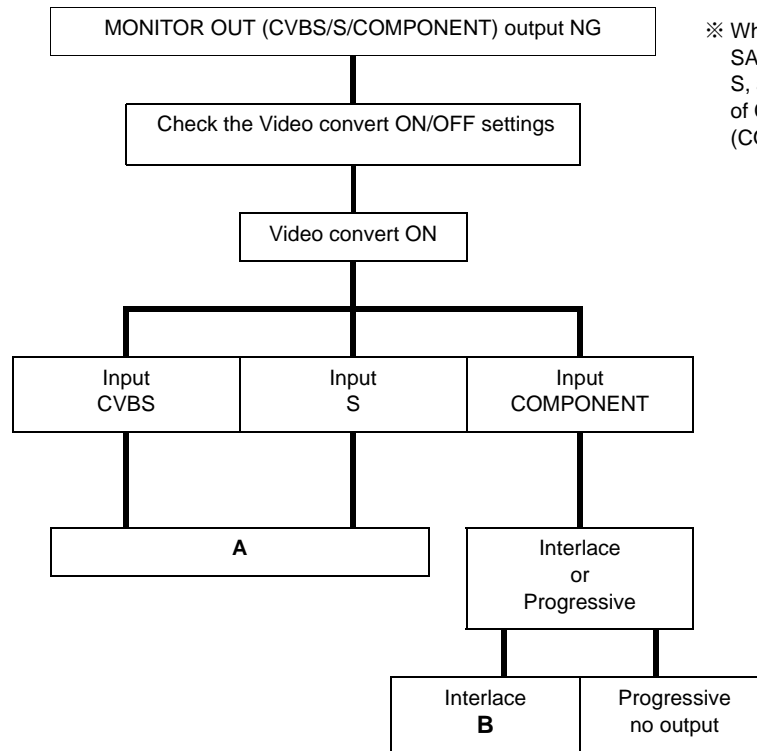 MONITOR OUT (CVBS/S/COMPONENT) output NG
※ Wh
SA
S,
of
(CO
Check the Video convert ON/OFF settings
Video convert ON
Input
CVBS
Input
S
Input
COMPONENT
A
Interlace
or
Progressive
Interlace
B
Progressive
no output